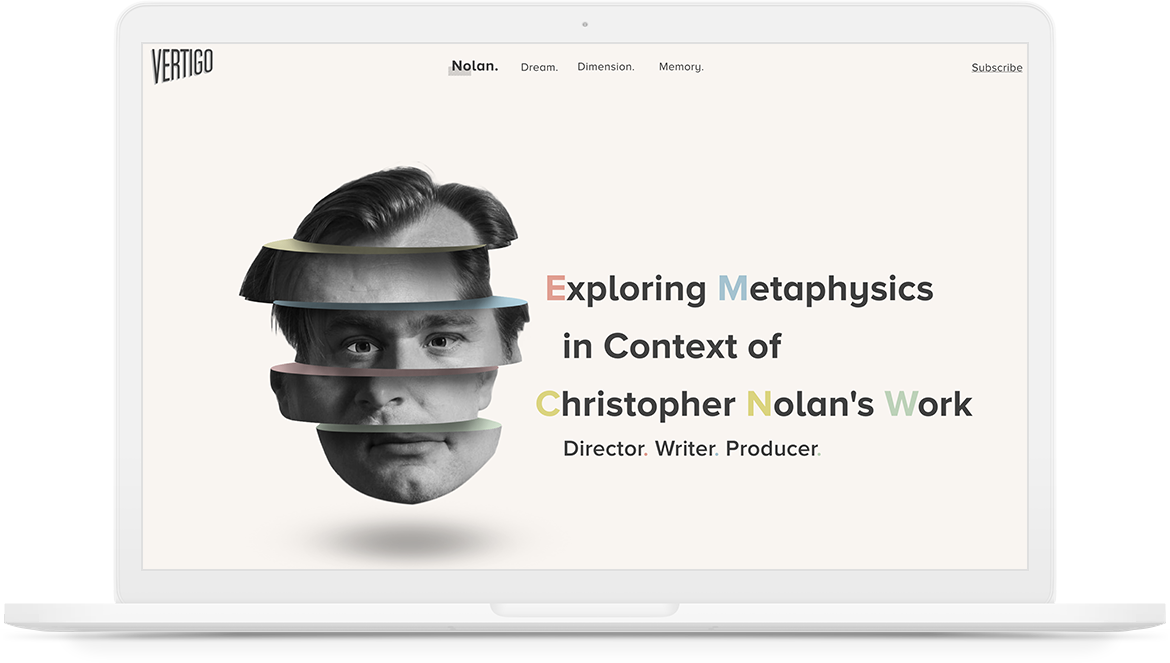 VERTIGO
Nolan. Dream. Dimension. Memory. Subscribe
Exploring Metaphysics
in Context of
Christopher Nolan's Work
Director. Writer. Producer.